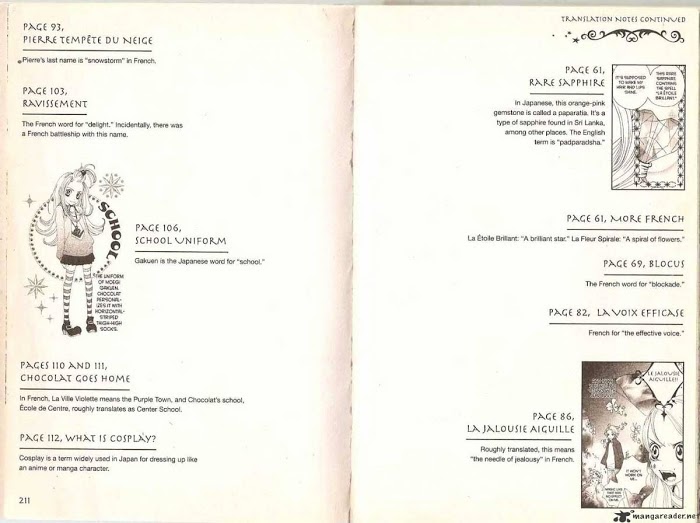 PAGE 93,
PIERRE TEMPÊTE DU NEIGE
Pierre's last name is "snowstorm" in French.
PAGE 103,
RAVISSEMENT
The French word for "delight." Incidentally, there was
a French battleship with this name.
SCHOOL
PAGE 106,
SCHOOL UNIFORM
Gakuen is the Japanese word for "school."
THE UNIFORM
OF MOEGI
GAKUEN.
CHOCOLAT
PERSONAL-
IZES IT WITH
HORIZONTAL-
STRIPED
THIGH-HIGH
SOCKS.
PAGES 110 AND 111,
CHOCOLAT GOES HOME
In French, La Ville Violette means the Purple Town, and Chocolat's school,
École de Centre, roughly translates as Center School.
PAGE 112, WHAT IS COSPLAY?
Cosplay is a term widely used in Japan for dressing up like
an anime or manga character.
211
TRANSLATION NOTES CONTINUED
PAGE 61,
RARE SAPPHIRE
In Japanese, this orange-pink
gemstone is called a paparatia. It's a
type of sapphire found in Sri Lanka,
among other places. The English
term is "padparadsha."
IT'S SUPPOSED
TO MAKE MY
HAIR AND LIPS
SHINE.
THIS RARE
SAPPHIRE
CONTAINS
THE SPELL
"LA ÉTOILE
BRILLANT."
PAGE 61, MORE FRENCH
La Étoile Brilliant: "A brilliant star." La Fleur Spirale: "A spiral of flowers."
PAGE 69, BLOCUS
The French word for "blockade."
PAGE 82, LA VOIX EFFICASE
French for "the effective voice."
PAGE 86,
LA JALOUSIE AIGUILLE
Roughly translated, this means
"the needle of jealousy" in French.
LE JALOUSIE
AIGUILLE!!
IT WON'T
WORK ON
ME...
mangareader.net